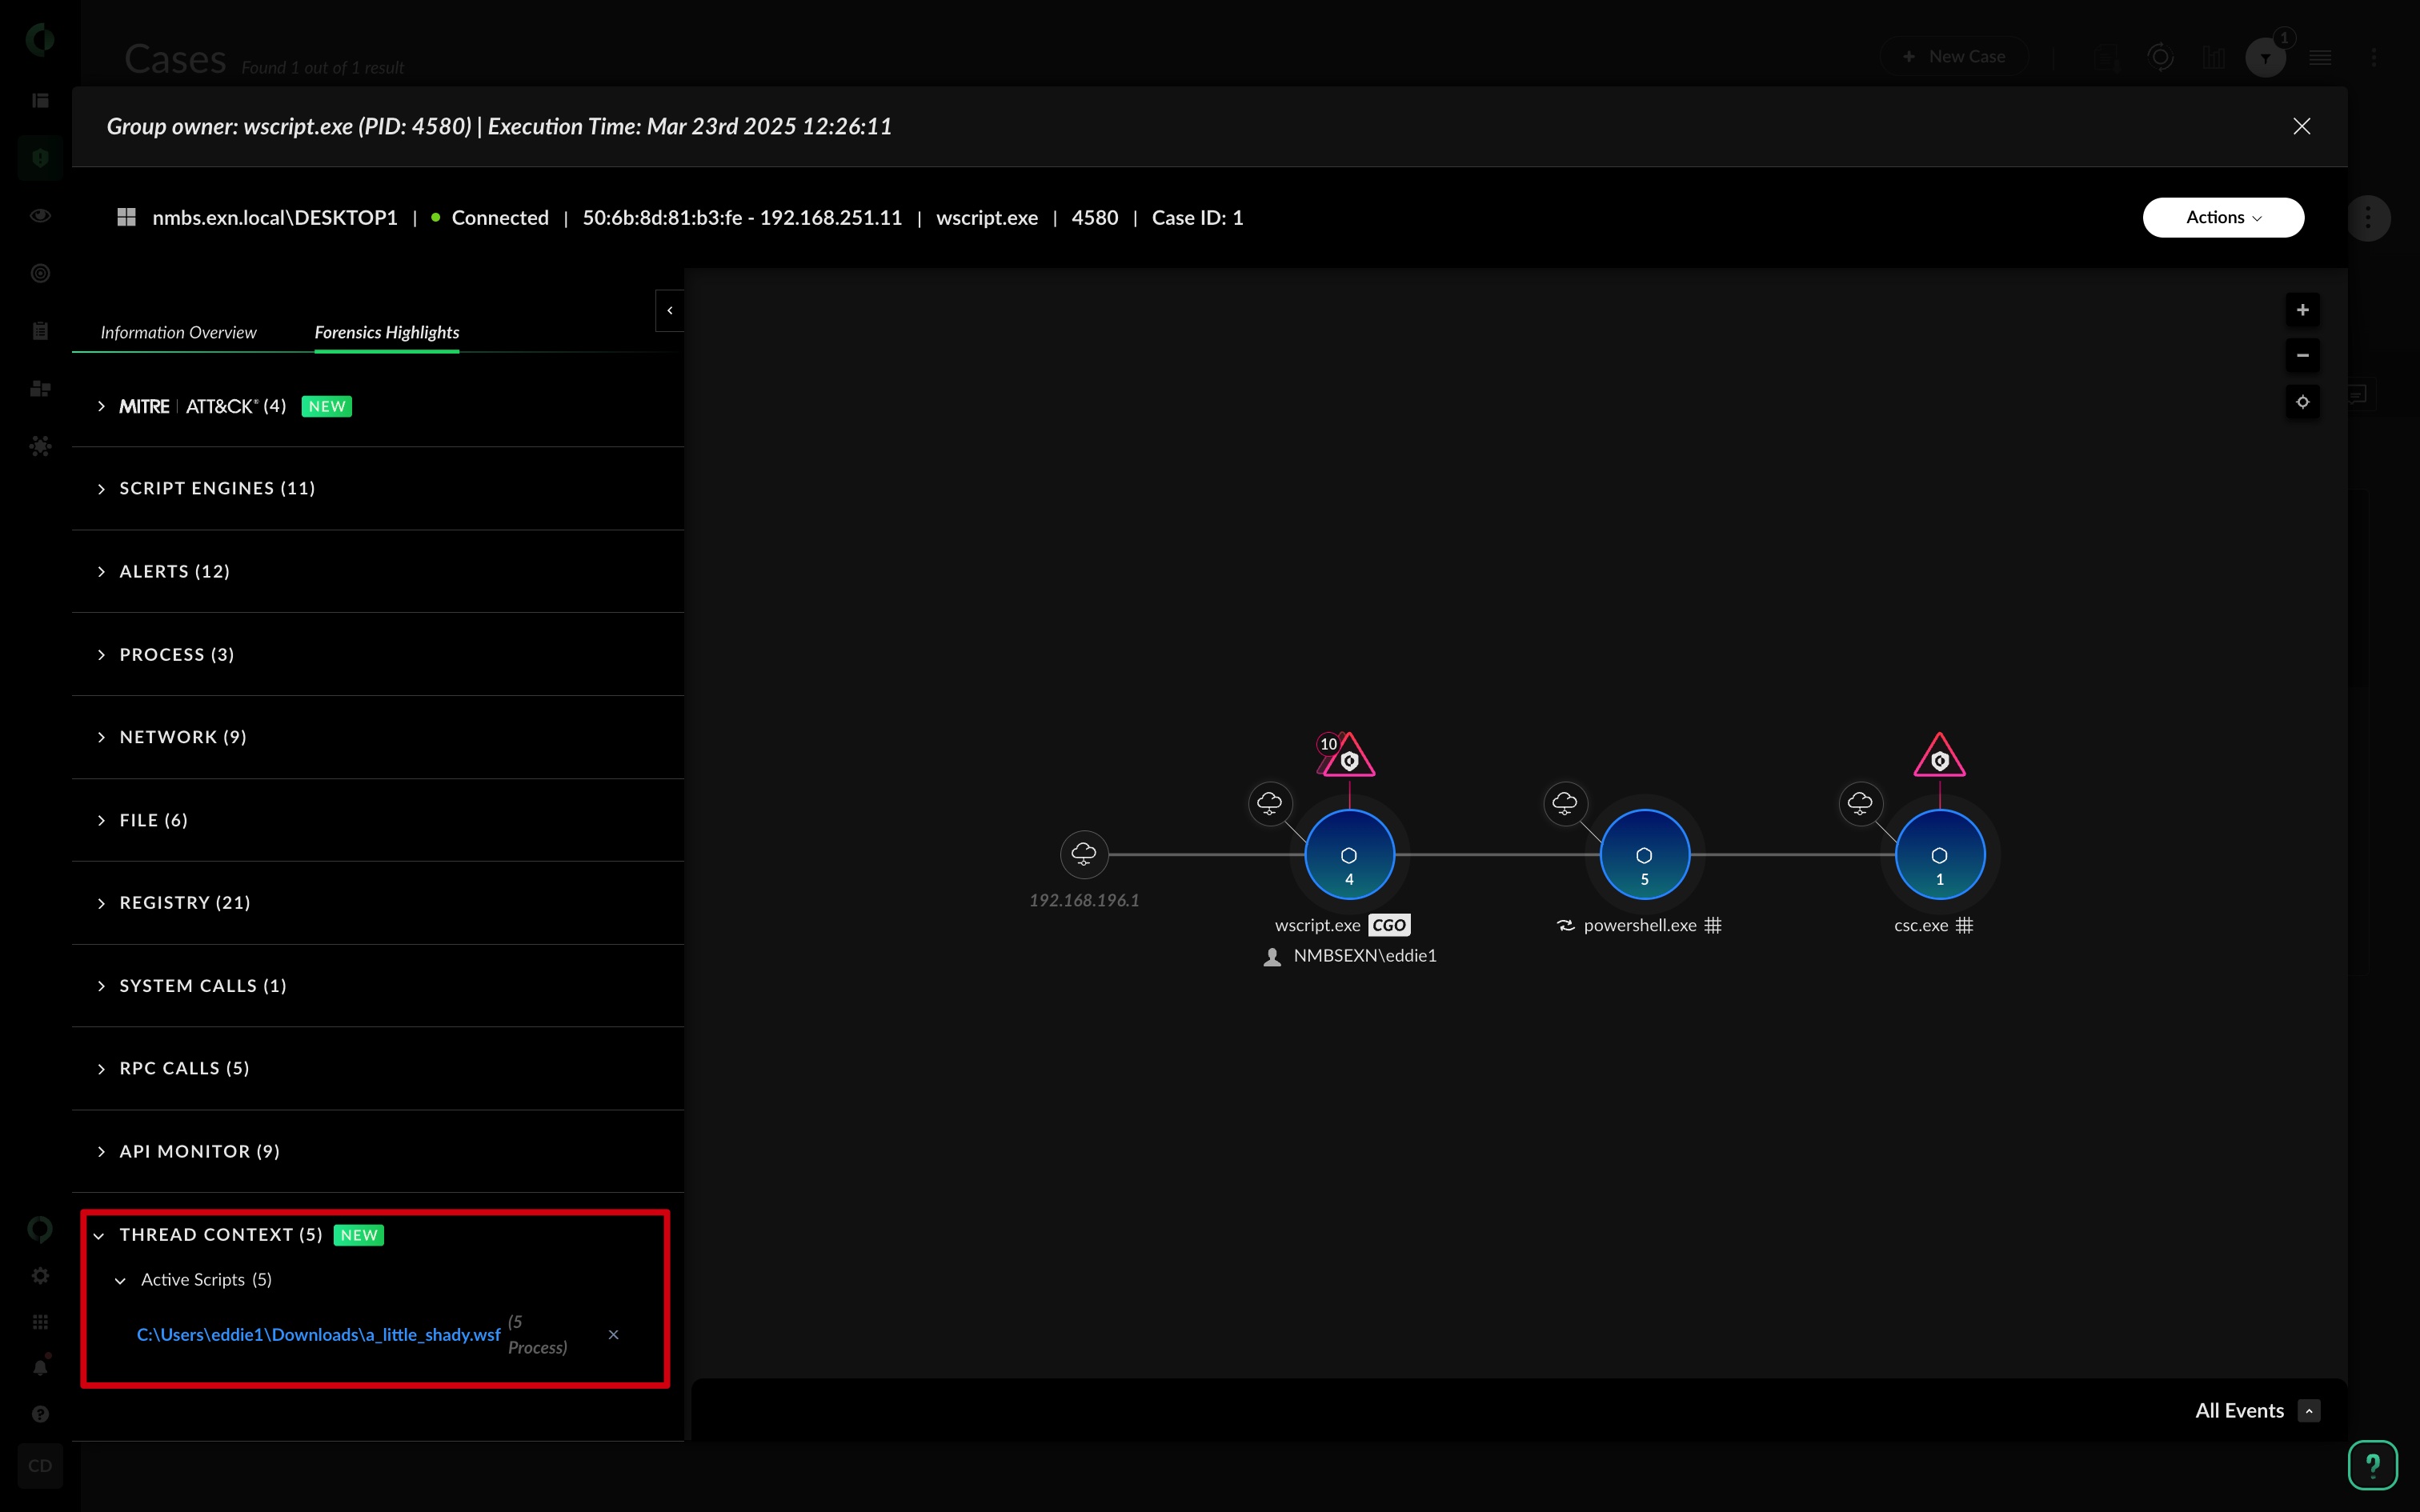 Cases Found 1 out of 1 result
+ New Case
1
Group owner: wscript.exe (PID: 4580) | Execution Time: Mar 23rd 2025 12:26:11
nmbs.exn.local\DESKTOP1 | Connected | 50:6b:8d:81:b3:fe - 192.168.251.11 | wscript.exe | 4580 | Case ID: 1
Actions
Information Overview
Forensics Highlights
MITRE | ATT&CK® (4) NEW
SCRIPT ENGINES (11)
ALERTS (12)
PROCESS (3)
NETWORK (9)
FILE (6)
REGISTRY (21)
SYSTEM CALLS (1)
RPC CALLS (5)
API MONITOR (9)
THREAD CONTEXT (5) NEW
Active Scripts (5)
C:\Users\eddie1\Downloads\a_little_shady.wsf (5
Process)
10
4
5
1
192.168.196.1
wscript.exe CGO
NMBSEXN\eddie1
powershell.exe
csc.exe
All Events
CD
?